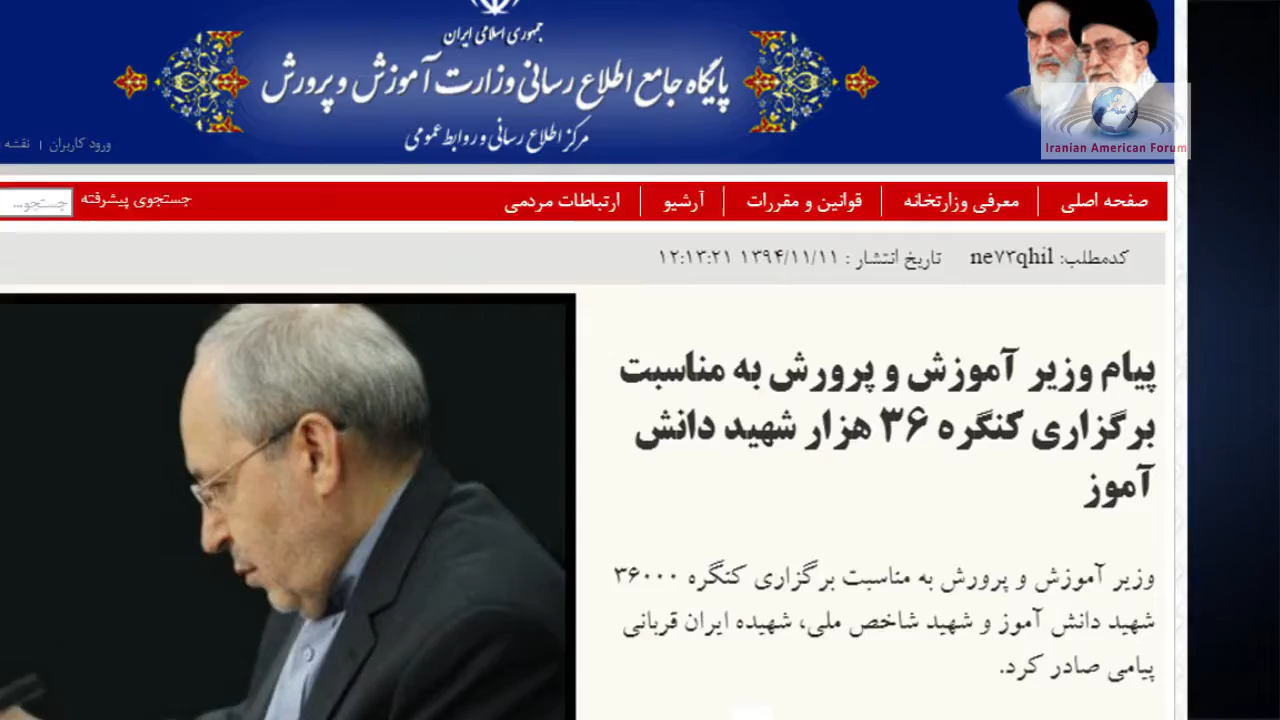 جمهوری اسلامی ایران
پایگاه جامع اطلاع رسانی وزارت آموزش و پرورش
مرکز اطلاع رسانی و روابط عمومی
ورود کاربران | نقشه
Iranian American Forum
صفحه اصلی | معرفی وزارتخانه | قوانین و مقررات | آرشیو | ارتباطات مردمی
جستجوی پیشرفته
جستجو...
کدمطلب: ne۷۳qhil تاریخ انتشار : ۱۳۹۴/۱۱/۱۱ ۱۲:۱۳:۲۱
پیام وزیر آموزش و پرورش به مناسبت
برگزاری کنگره ۳۶ هزار شهید دانش
آموز
وزیر آموزش و پرورش به مناسبت برگزاری کنگره ۳۶۰۰۰
شهید دانش آموز و شهید شاخص ملی، شهیده ایران قربانی
پیامی صادر کرد.